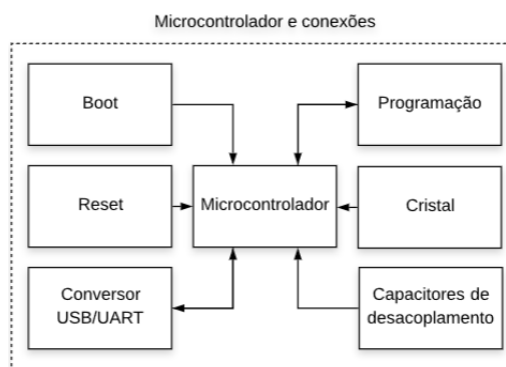 Microcontrolador e conexões
Boot
Programação
Reset
Microcontrolador
Cristal
Conversor
USB/UART
Capacitores de
desacoplamento